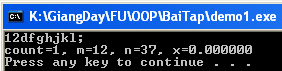 K:\GiangDay\FU\OOP\BaiTap\demo1.exe
12dfghjkl;
count=1, m=12, n=37, x=0.000000
Press any key to continue . . .